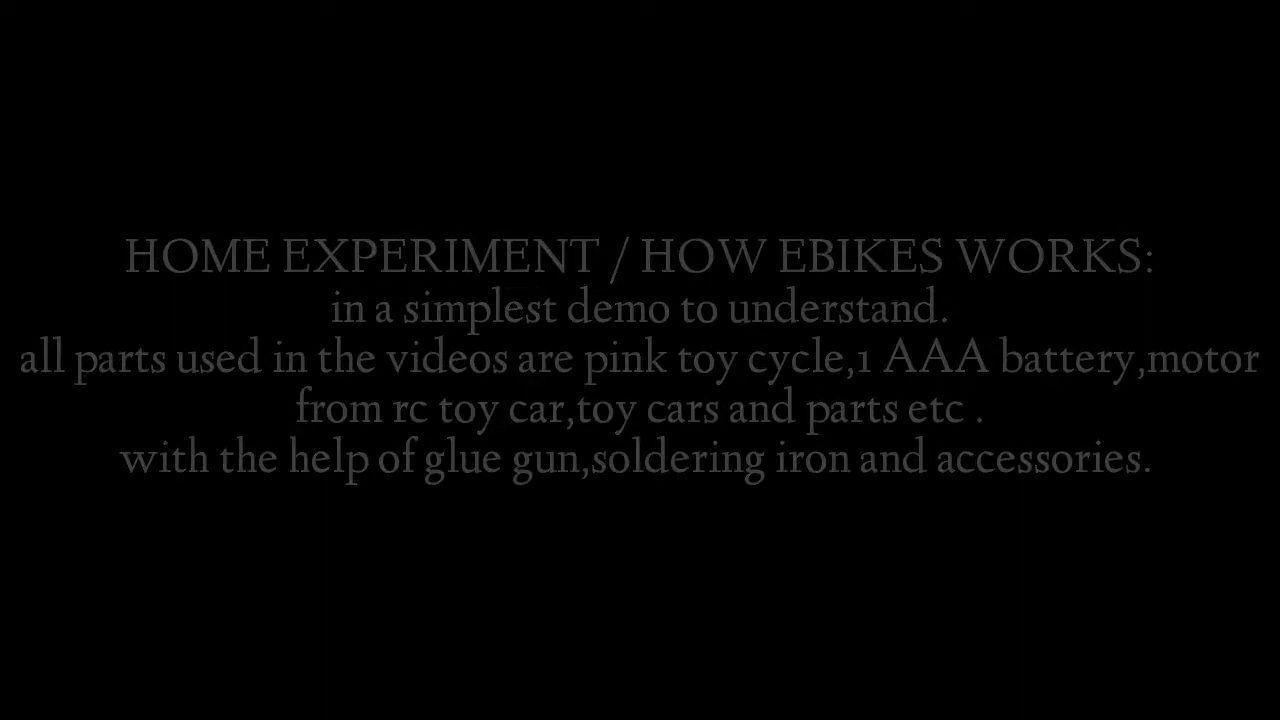 HOME EXPERIMENT / HOW EBIKES WORKS:
in a simplest demo to understand.
all parts used in the videos are pink toy cycle,1 AAA battery,motor
from rc toy car,toy cars and parts etc .
with the help of glue gun,soldering iron and accessories.